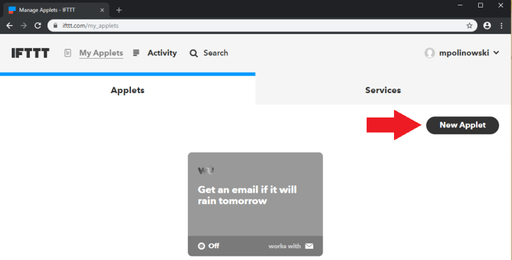 Manage Applets - IFTTT
ifttt.com/my_applets
IFTTT My Applets Activity Search mpolinowski
Applets Services
New Applet
Get an email if it will
rain tomorrow
Off works with